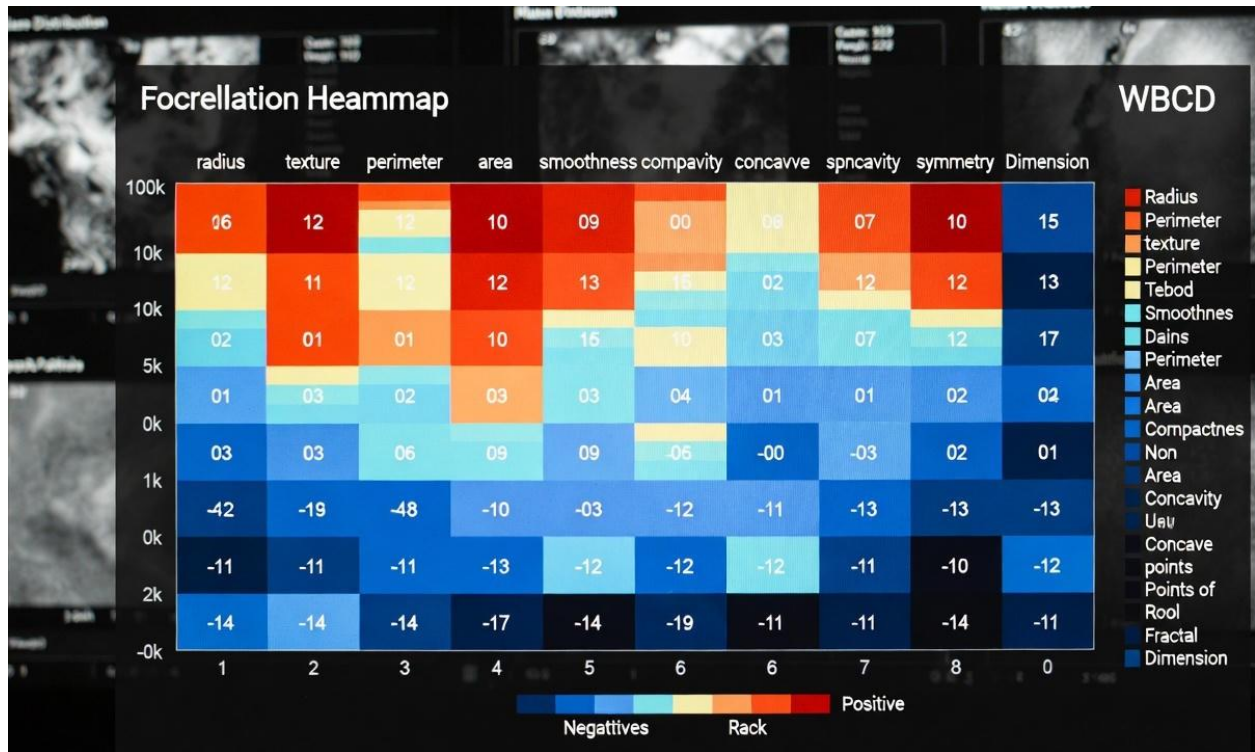 Focrellation Heammap
WBCD
radius texture perimeter area smoothness compavity concavve spncavity symmetry Dimension
100k
06 12 12 10 09 00 08 07 10 15
10k
12 11 12 12 13 15 02 12 12 13
10k
02 01 01 10 15 10 03 07 12 17
5k
01 03 02 03 03 04 01 01 02 02
0k
03 03 06 09 09 -06 -00 -03 02 01
1k
-42 -19 -48 -10 -03 -12 -11 -13 -13 -13
0k
-11 -11 -11 -13 -12 -12 -12 -11 -10 -12
2k
-14 -14 -14 -17 -14 -19 -11 -11 -14 -11
-0k
1 2 3 4 5 6 6 7 8 0
Negattives Rack Positive
Radius
Perimeter
texture
Perimeter
Tebod
Smoothnes
Dains
Perimeter
Area
Area
Compactnes
Non
Area
Concavity
Concave
points
Points of
Rool
Fractal
Dimension